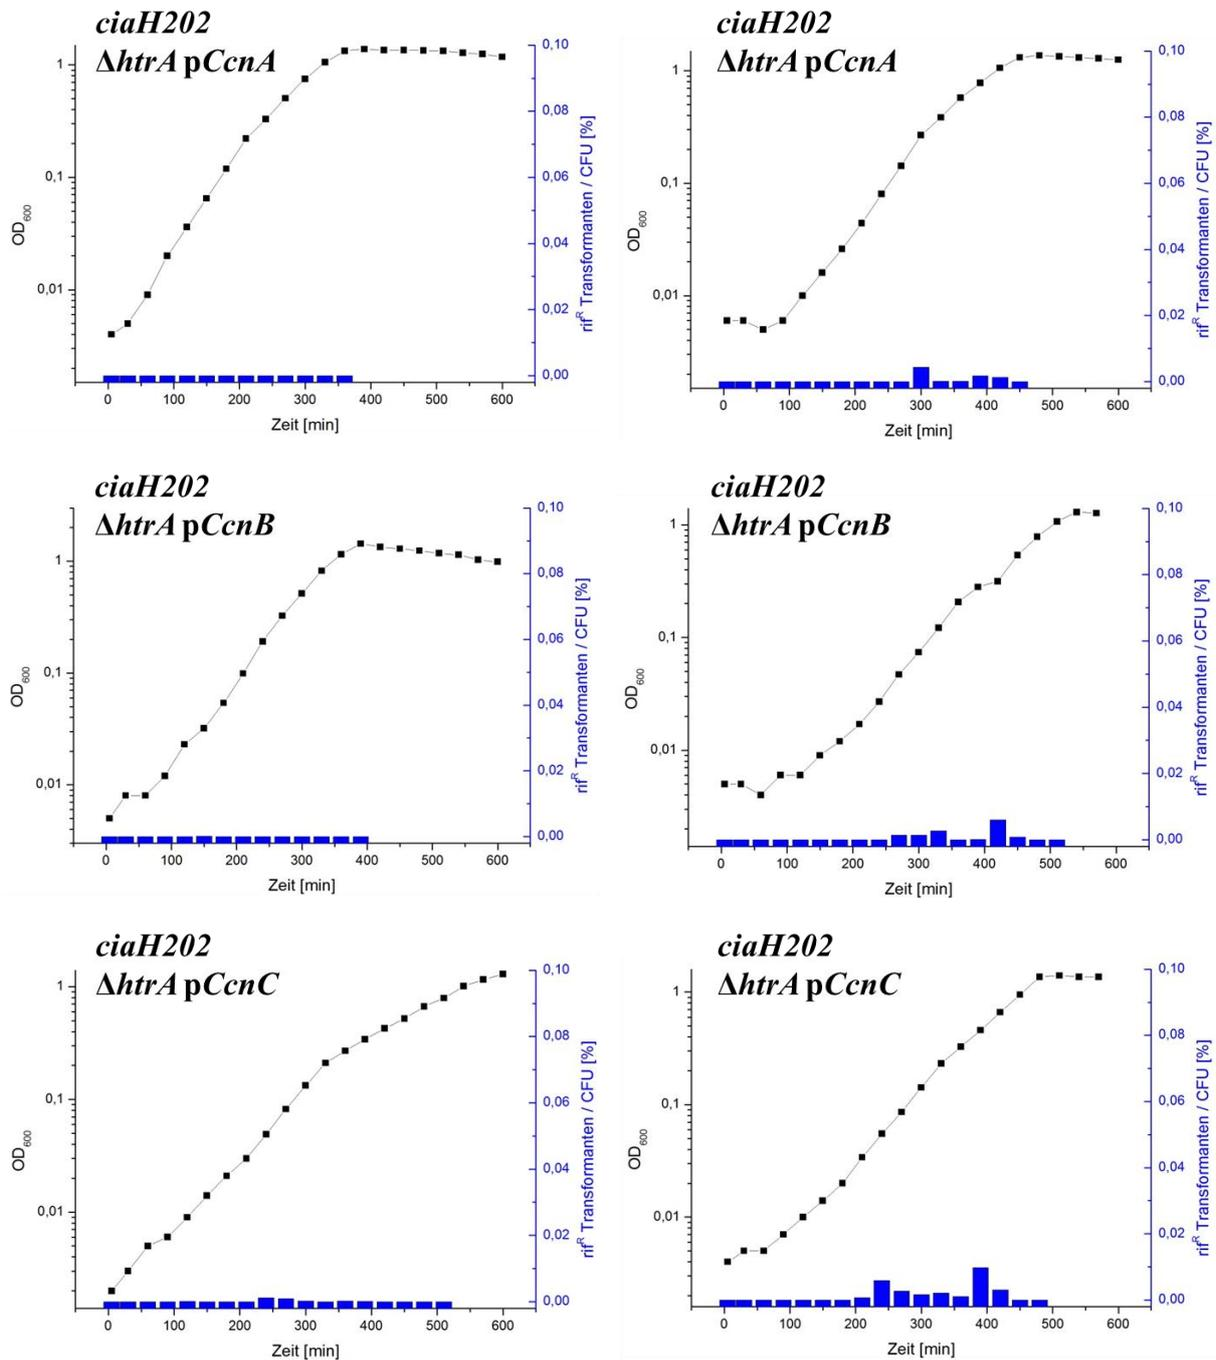 ciaH202
ΔhtrA pCcnA
1
0,1
0,01
OD600
0,10
0,08
0,06
0,04
0,02
0,00
rifR Transformanten / CFU [%]
0 100 200 300 400 500 600
Zeit [min]
ciaH202
ΔhtrA pCcnA
1
0,1
0,01
OD600
0,10
0,08
0,06
0,04
0,02
0,00
rifR Transformanten / CFU [%]
0 100 200 300 400 500 600
Zeit [min]
ciaH202
ΔhtrA pCcnB
1
0,1
0,01
OD600
0,10
0,08
0,06
0,04
0,02
0,00
rifR Transformanten / CFU [%]
0 100 200 300 400 500 600
Zeit [min]
ciaH202
ΔhtrA pCcnB
1
0,1
0,01
OD600
0,10
0,08
0,06
0,04
0,02
0,00
rifR Transformanten / CFU [%]
0 100 200 300 400 500 600
Zeit [min]
ciaH202
ΔhtrA pCcnC
1
0,1
0,01
OD600
0,10
0,08
0,06
0,04
0,02
0,00
rifR Transformanten / CFU [%]
0 100 200 300 400 500 600
Zeit [min]
ciaH202
ΔhtrA pCcnC
1
0,1
0,01
OD600
0,10
0,08
0,06
0,04
0,02
0,00
rifR Transformanten / CFU [%]
0 100 200 300 400 500 600
Zeit [min]